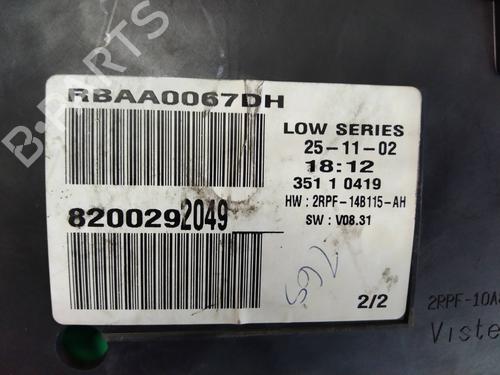 B-PARTS
RBAA0067DH
LOW SERIES
25-11-02
18:12
351 1 0419
HW : 2RPF-14B115-AH
SW : V08.31
8200292049
765
2/2
2RPF-10A
Viste